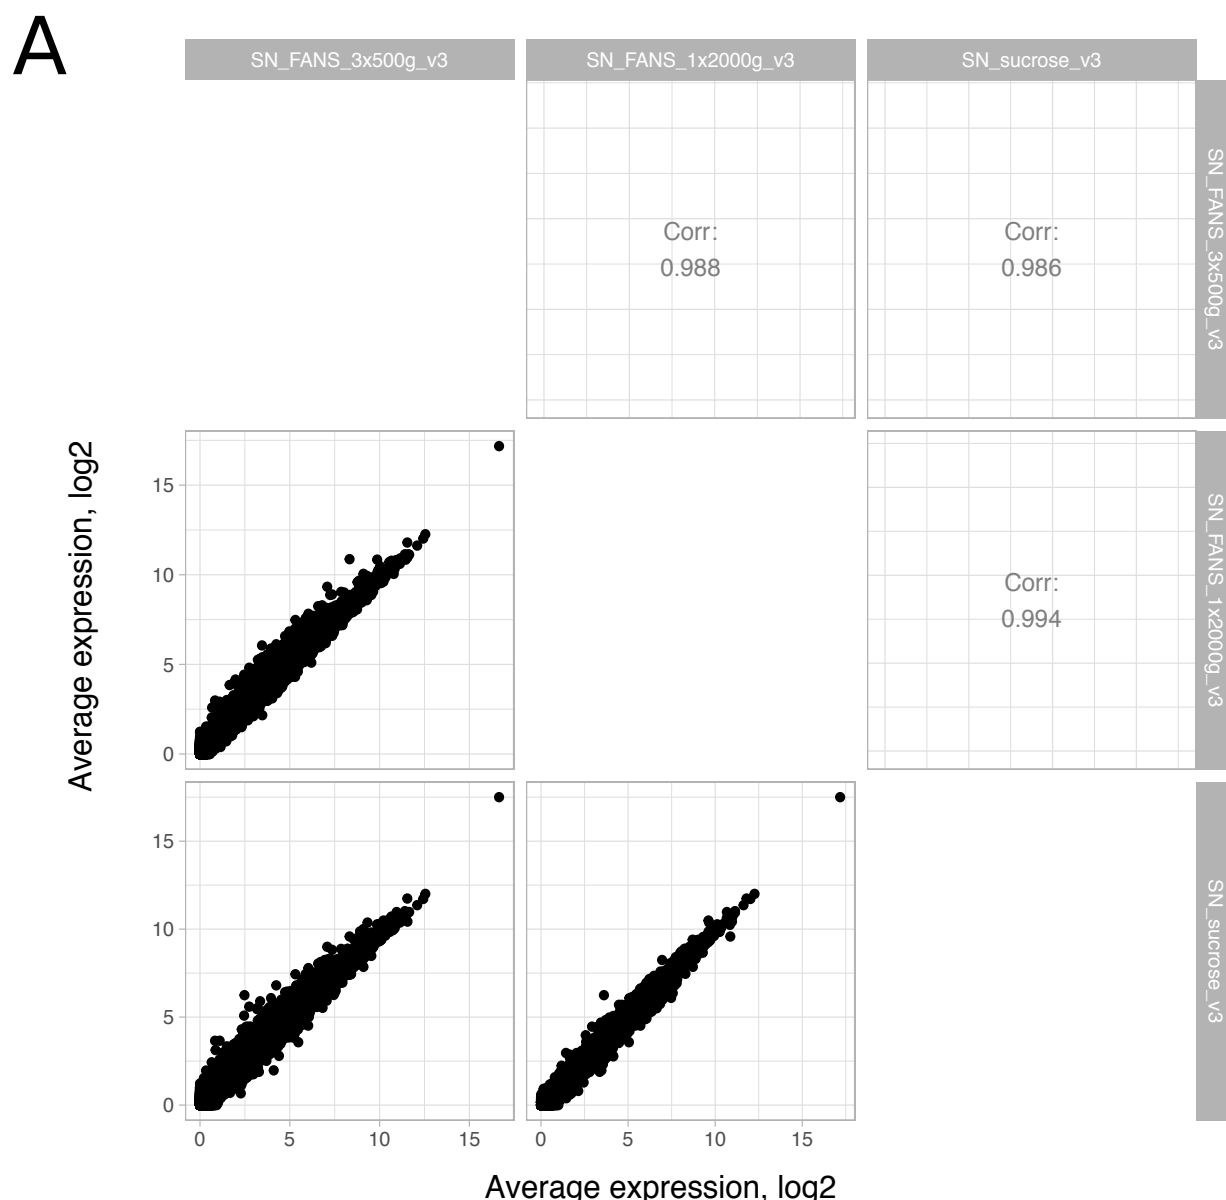 A
SN_FANS_3x500g_v3
SN_FANS_1x2000g_v3
SN_sucrose_v3
Corr:
0.988
Corr:
0.986
SN_FANS_3x500g_v3
Average expression, log2
15
10
5
0
Corr:
0.994
SN_FANS_1x2000g_v3
15
10
5
0
SN_sucrose_v3
0
5
10
15
0
5
10
15
Average expression, log2